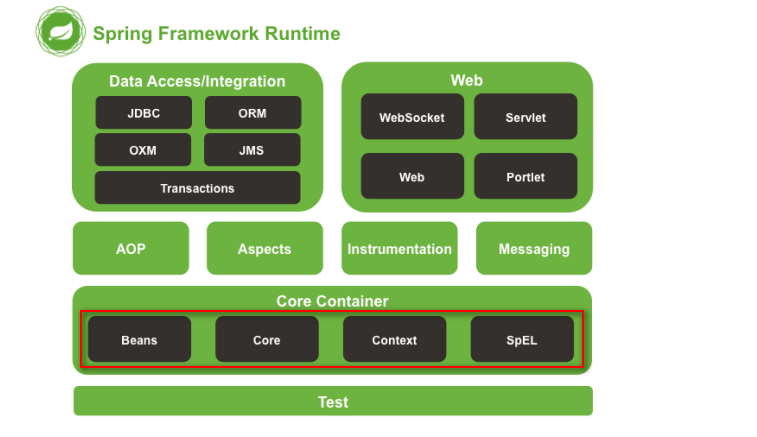 Spring Framework Runtime
Data Access/Integration
JDBC
ORM
OXM
JMS
Transactions
Web
WebSocket
Servlet
Web
Portlet
AOP
Aspects
Instrumentation
Messaging
Core Container
Beans
Core
Context
SpEL
Test